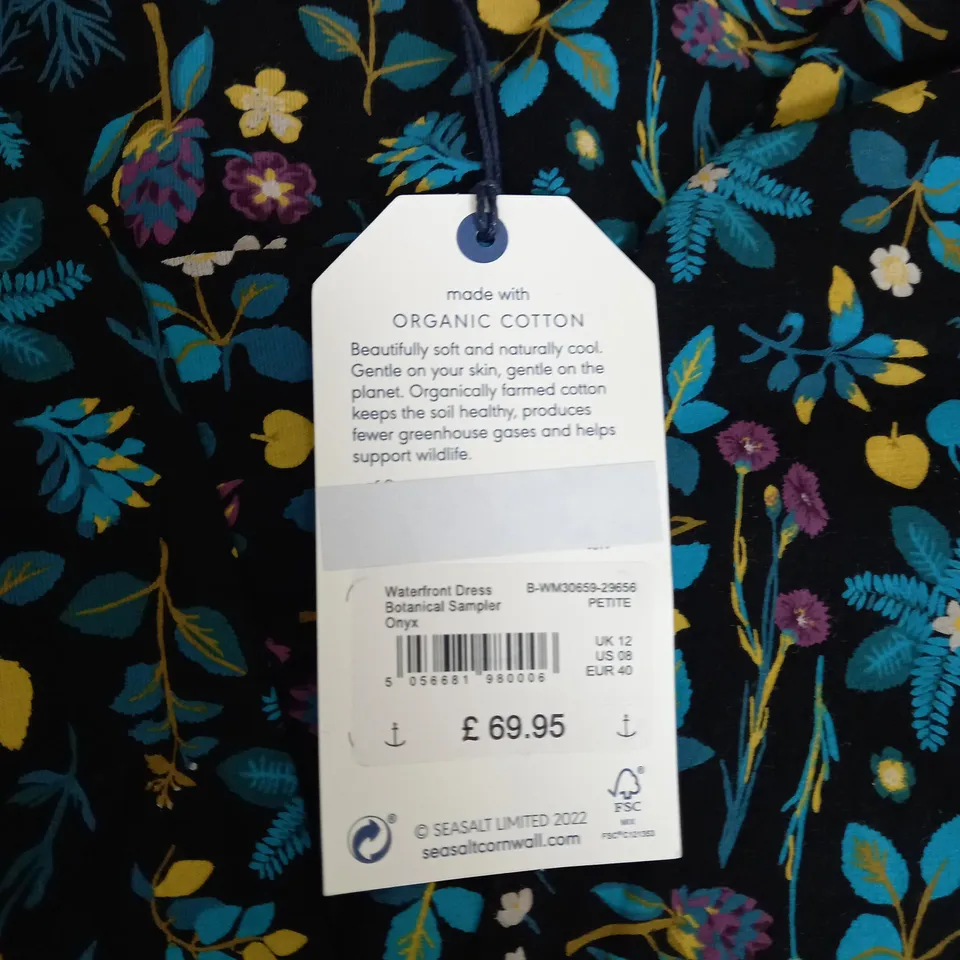 made with
ORGANIC COTTON
Beautifully soft and naturally cool.
Gentle on your skin, gentle on the
planet. Organically farmed cotton
keeps the soil healthy, produces
fewer greenhouse gases and helps
support wildlife.
Waterfront Dress B-WM30659-29656
Botanical Sampler PETITE
Onyx
UK 12
US 08
EUR 40
5 056681 980006
£ 69.95
® FSC
MIX
FSC® C121353
® © SEASALT LIMITED 2022
seasaltcornwall.com